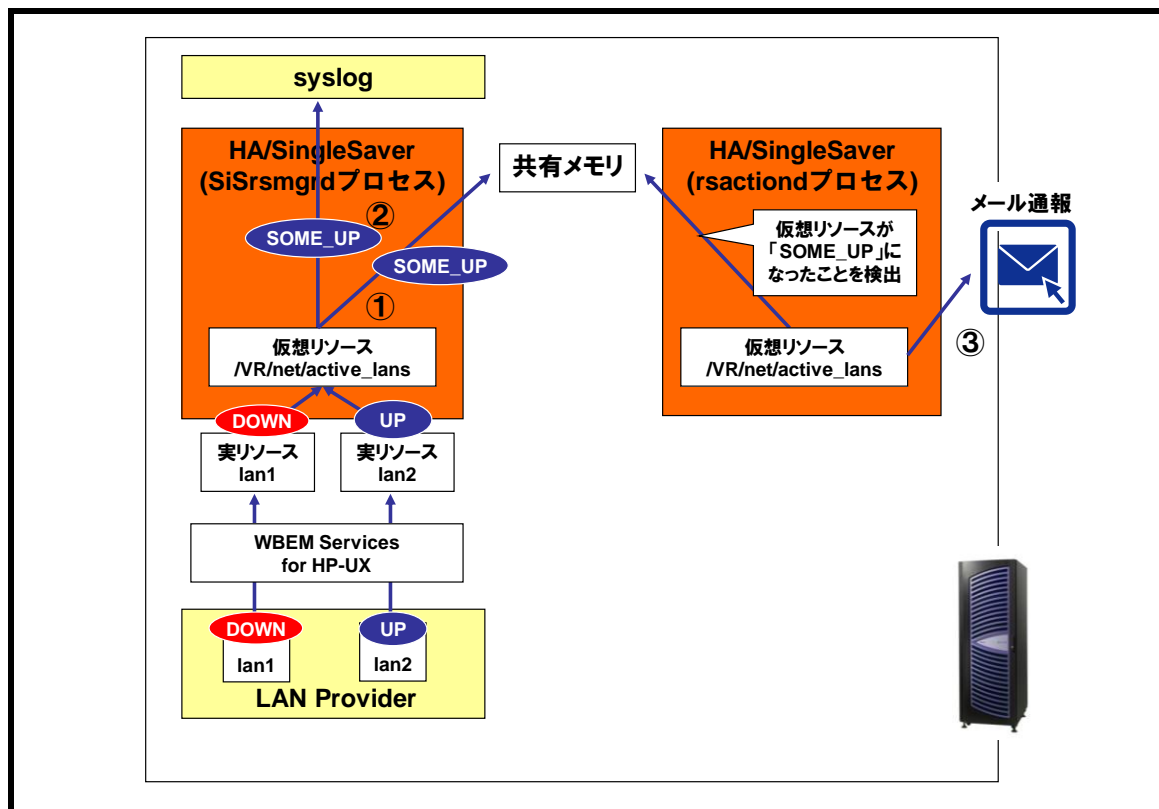 syslog
HA/SingleSaver
(SiSrsmgrdプロセス)
②
SOME_UP
SOME_UP
①
仮想リソース
/VR/net/active_lans
DOWN
UP
実リソース
lan1
実リソース
lan2
WBEM Services
for HP-UX
DOWN
UP
lan1
lan2
LAN Provider
共有メモリ
HA/SingleSaver
(rsactiondプロセス)
仮想リソースが
「SOME_UP」に
なったことを検出
仮想リソース
/VR/net/active_lans
メール通報
③